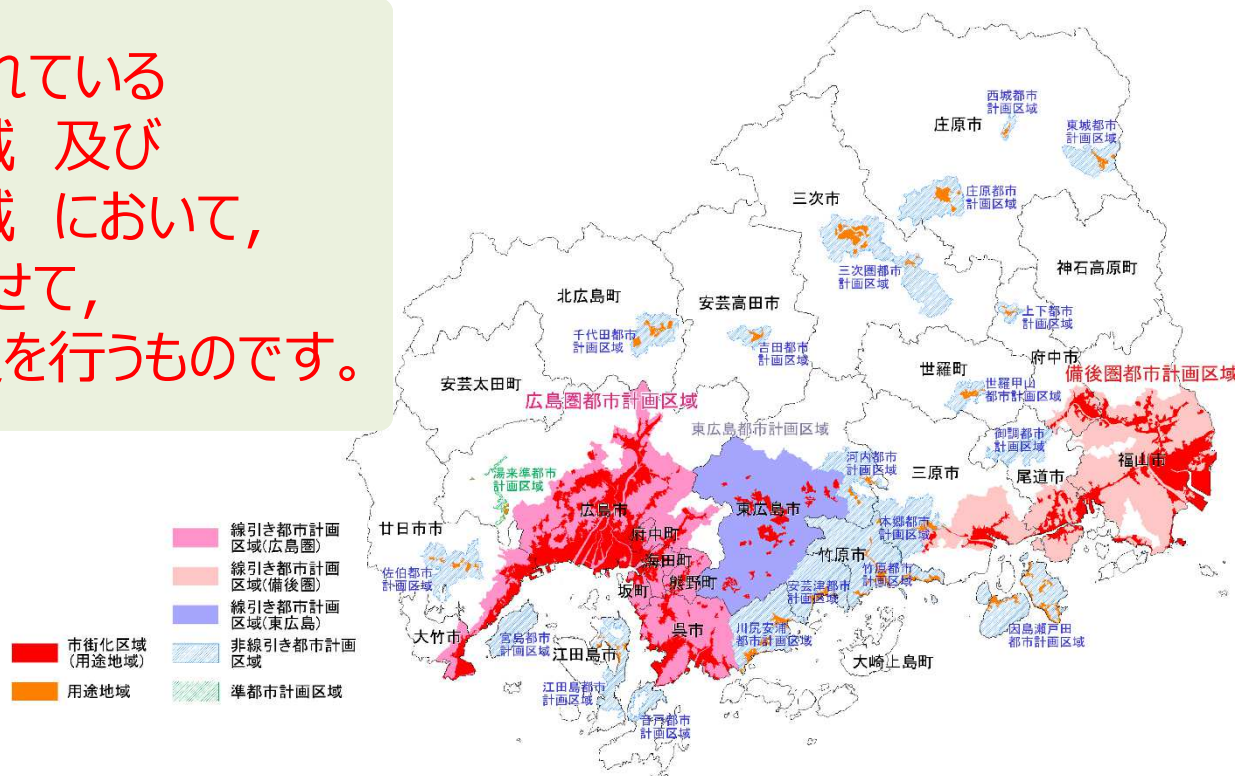 れている
域 及び
域 において,
せて,
を行うものです。
西城都市
計画区域
庄原市
東城都市
計画区域
庄原都市
計画区域
三次市
三次圏都市
計画区域
神石高原町
北広島町
安芸高田市
千代田都市
計画区域
吉田都市
計画区域
上下都市
計画区域
府中市
世羅町
備後圏都市計画区域
安芸太田町
世羅甲山
都市計画区域
広島圏都市計画区域
東広島都市計画区域
御調都市
計画区域
河内都市
計画区域
三原市
尾道市
福山市
湯来準都市
計画区域
広島市
東広島市
廿日市市
府中町
本郷都市
計画区域
海田町
竹原市
佐伯都市
計画区域
坂町
熊野町
安芸津都市
計画区域
竹原都市
計画区域
大竹市
宮島都市
計画区域
江田島市
呉市
川尻安浦
都市計画区域
大崎上島町
因島瀬戸田
都市計画区域
江田島都市
計画区域
音戸都市
計画区域
線引き都市計画
区域(広島圏)
線引き都市計画
区域(備後圏)
線引き都市計画
区域(東広島)
市街化区域
(用途地域)
非線引き都市計画
区域
用途地域
準都市計画区域